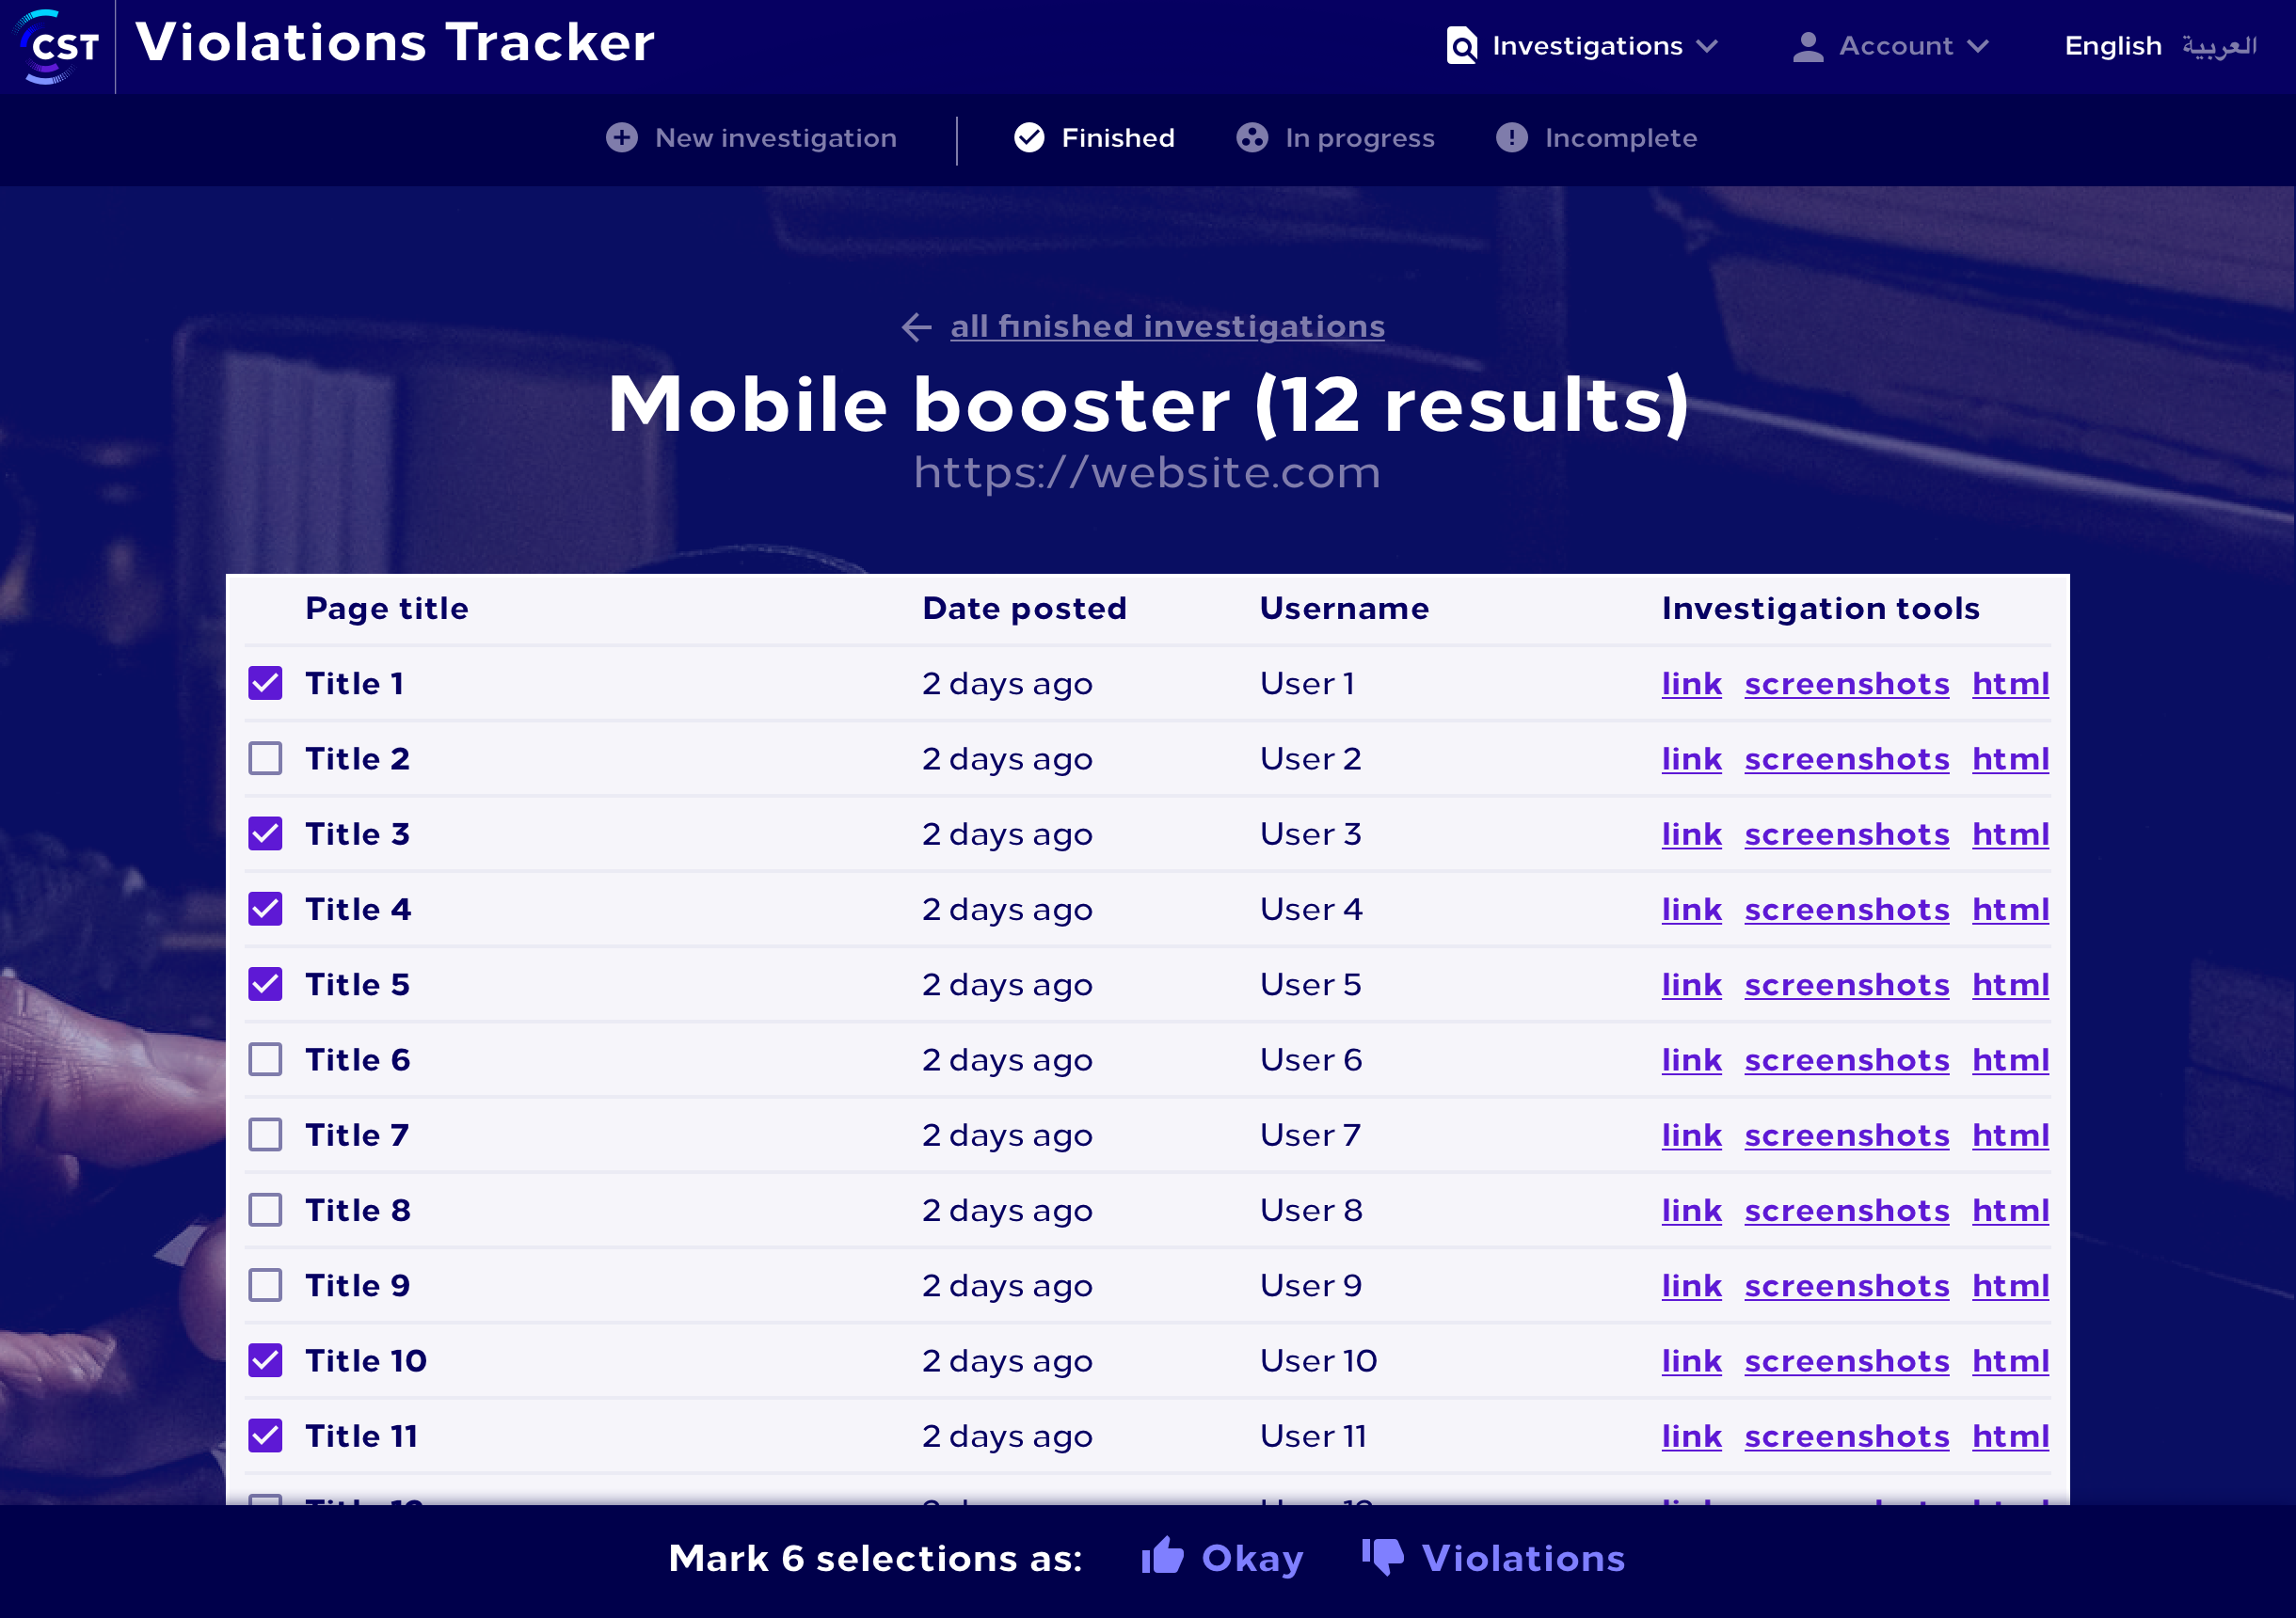 CST
Violations Tracker
Investigations
Account
English العربية
New investigation
Finished
In progress
Incomplete
all finished investigations
Mobile booster (12 results)
https://website.com
Page title Date posted Username Investigation tools
Title 1 2 days ago User 1 link screenshots html
Title 2 2 days ago User 2 link screenshots html
Title 3 2 days ago User 3 link screenshots html
Title 4 2 days ago User 4 link screenshots html
Title 5 2 days ago User 5 link screenshots html
Title 6 2 days ago User 6 link screenshots html
Title 7 2 days ago User 7 link screenshots html
Title 8 2 days ago User 8 link screenshots html
Title 9 2 days ago User 9 link screenshots html
Title 10 2 days ago User 10 link screenshots html
Title 11 2 days ago User 11 link screenshots html
Mark 6 selections as: Okay Violations